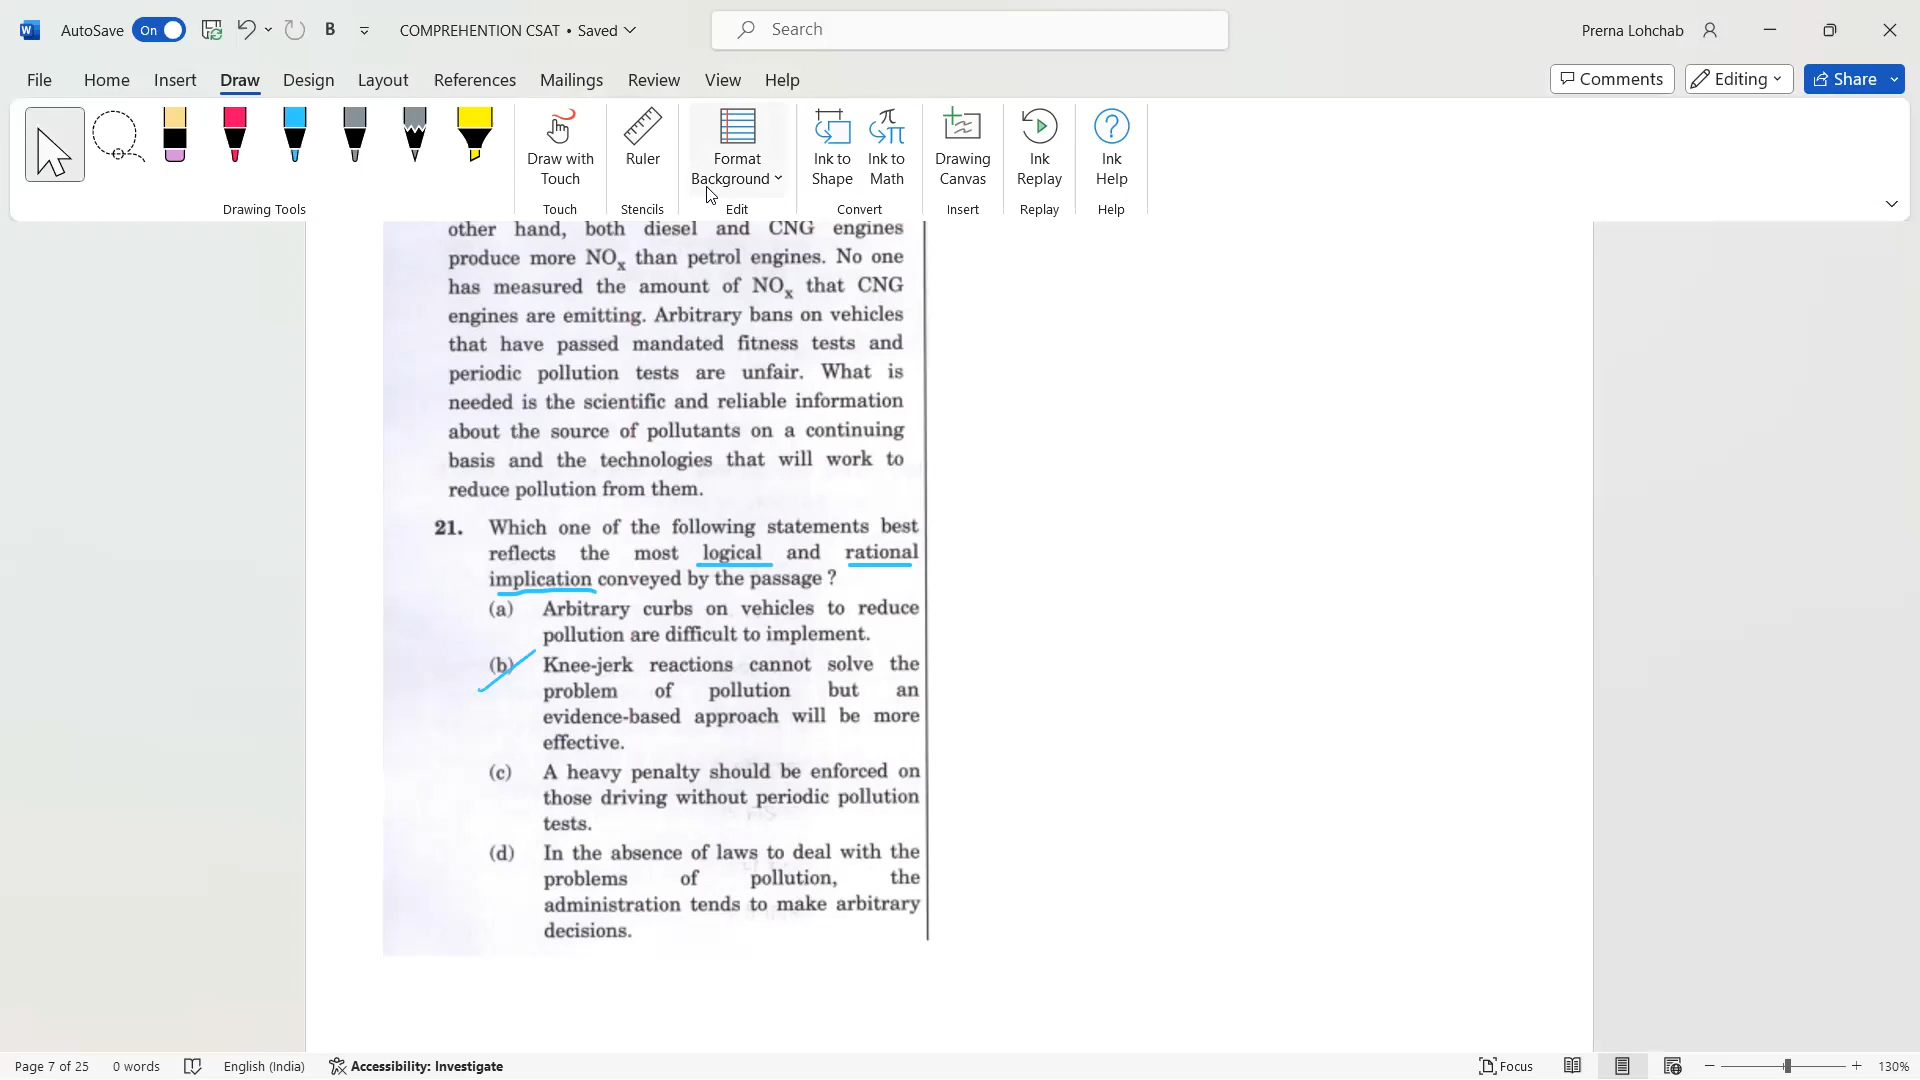 AutoSave On B COMPREHENTION CSAT • Saved Search Prerna Lohchab
File Home Insert Draw Design Layout References Mailings Review View Help Comments Editing Share
Draw with Touch
Ruler
Format Background
Ink to Shape
Ink to Math
Drawing Canvas
Ink Replay
Ink Help
Drawing Tools Touch Stencils Edit Convert Insert Replay Help
other hand, both diesel and CNG engines
produce more NOx than petrol engines. No one
has measured the amount of NOx that CNG
engines are emitting. Arbitrary bans on vehicles
that have passed mandated fitness tests and
periodic pollution tests are unfair. What is
needed is the scientific and reliable information
about the source of pollutants on a continuing
basis and the technologies that will work to
reduce pollution from them.
21. Which one of the following statements best
reflects the most logical and rational
implication conveyed by the passage ?
(a) Arbitrary curbs on vehicles to reduce
pollution are difficult to implement.
(b) Knee-jerk reactions cannot solve the
problem of pollution but an
evidence-based approach will be more
effective.
(c) A heavy penalty should be enforced on
those driving without periodic pollution
tests.
(d) In the absence of laws to deal with the
problems of pollution, the
administration tends to make arbitrary
decisions.
Page 7 of 25 0 words English (India) Accessibility: Investigate Focus 130%